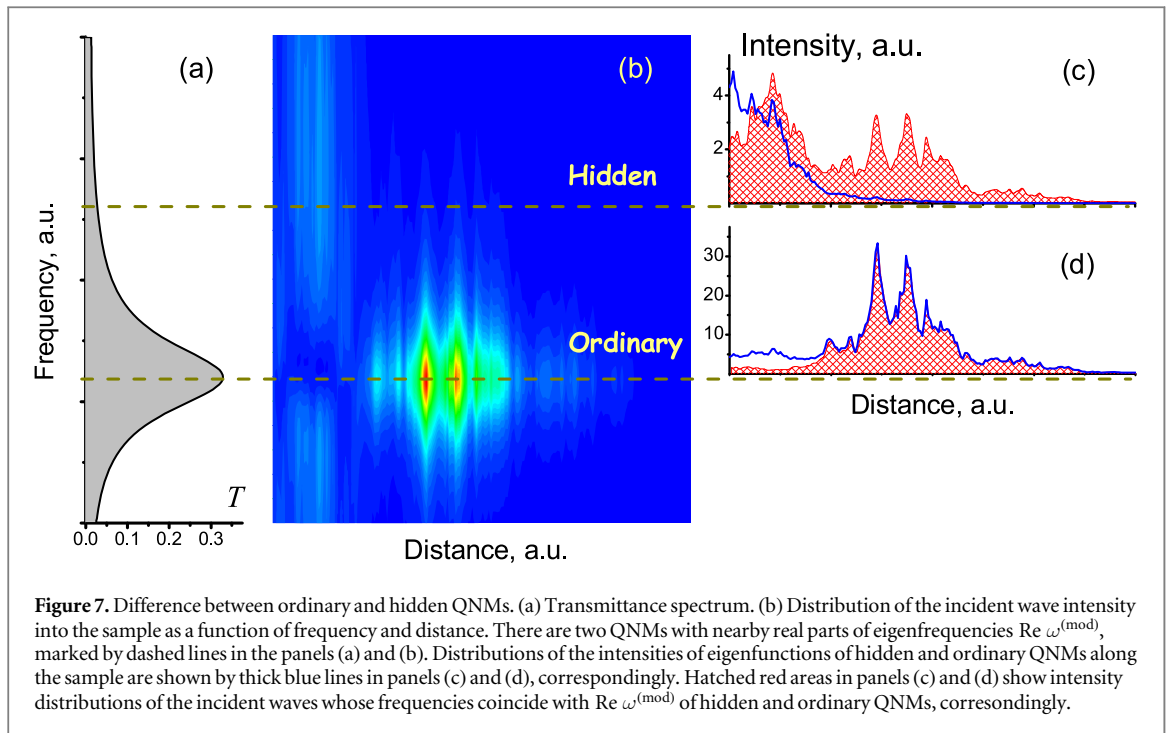 (a)
(b)
Intensity, a.u.
(c)
4
2
Hidden
(d)
30
20
10
Ordinary
Frequency, a.u.
T
0.0 0.1 0.2 0.3
Distance, a.u.
Distance, a.u.
Figure 7. Difference between ordinary and hidden QNMs. (a) Transmittance spectrum. (b) Distribution of the incident wave intensity
into the sample as a function of frequency and distance. There are two QNMs with nearby real parts of eigenfrequencies Re ω^(mod),
marked by dashed lines in the panels (a) and (b). Distributions of the intensities of eigenfunctions of hidden and ordinary QNMs along
the sample are shown by thick blue lines in panels (c) and (d), correspondingly. Hatched red areas in panels (c) and (d) show intensity
distributions of the incident waves whose frequencies coincide with Re ω^(mod) of hidden and ordinary QNMs, corresondingly.